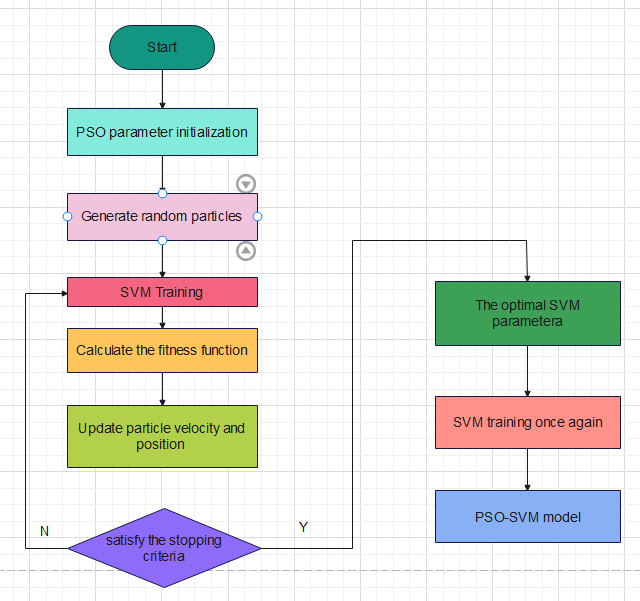 Start
PSO parameter initialization
Generate random particles
SVM Training
Calculate the fitness function
Update particle velocity and
position
satisfy the stopping
criteria
N
Y
The optimal SVM
parametera
SVM training once again
PSO-SVM model